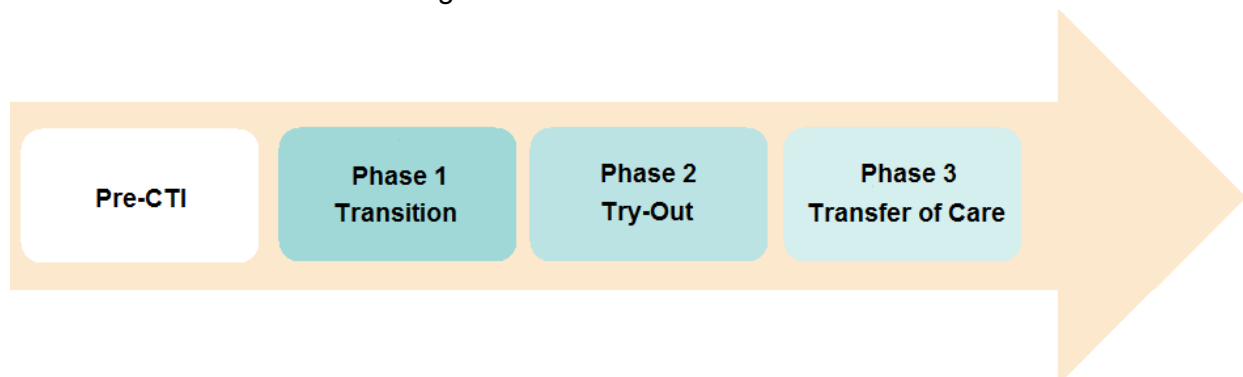 Pre-CTI
Phase 1
Transition
Phase 2
Try-Out
Phase 3
Transfer of Care